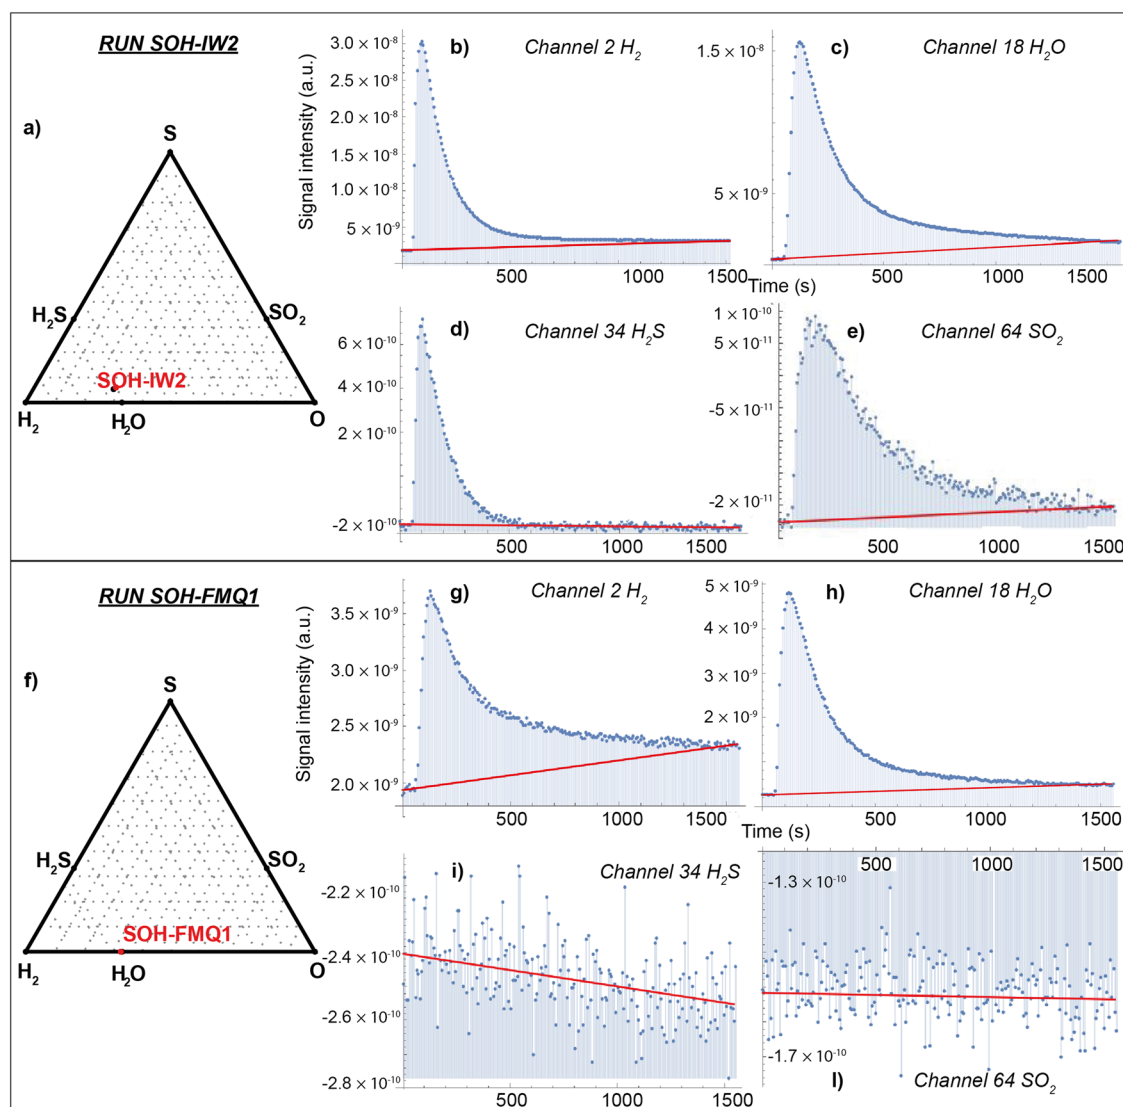 RUN SOH-IW2
a)
S
H₂S
SO₂
SOH-IW2
H₂
H₂O
O
b) Channel 2 H₂
Signal intensity (a.u.)
3.0 × 10⁻⁸
2.5 × 10⁻⁸
2.0 × 10⁻⁸
1.5 × 10⁻⁸
1.0 × 10⁻⁸
5 × 10⁻⁹
500 1000 1500
c) Channel 18 H₂O
1.5 × 10⁻⁸
5 × 10⁻⁹
500 1000 1500
Time (s)
d) Channel 34 H₂S
6 × 10⁻¹⁰
4 × 10⁻¹⁰
2 × 10⁻¹⁰
-2 × 10⁻¹⁰
500 1000 1500
e) Channel 64 SO₂
1 × 10⁻¹⁰
5 × 10⁻¹¹
-5 × 10⁻¹¹
-2 × 10⁻¹¹
500 1000 1500
RUN SOH-FMQ1
f)
S
H₂S
SO₂
SOH-FMQ1
H₂
H₂O
O
g) Channel 2 H₂
Signal intensity (a.u.)
3.5 × 10⁻⁹
3.0 × 10⁻⁹
2.5 × 10⁻⁹
2.0 × 10⁻⁹
500 1000 1500
h) Channel 18 H₂O
5 × 10⁻⁹
4 × 10⁻⁹
3 × 10⁻⁹
2 × 10⁻⁹
500 1000 1500
Time (s)
i) Channel 34 H₂S
-2.2 × 10⁻¹⁰
-2.4 × 10⁻¹⁰
-2.6 × 10⁻¹⁰
-2.8 × 10⁻¹⁰
500 1000 1500
500 1000 1500
-1.3 × 10⁻¹⁰
-1.7 × 10⁻¹⁰
l) Channel 64 SO₂